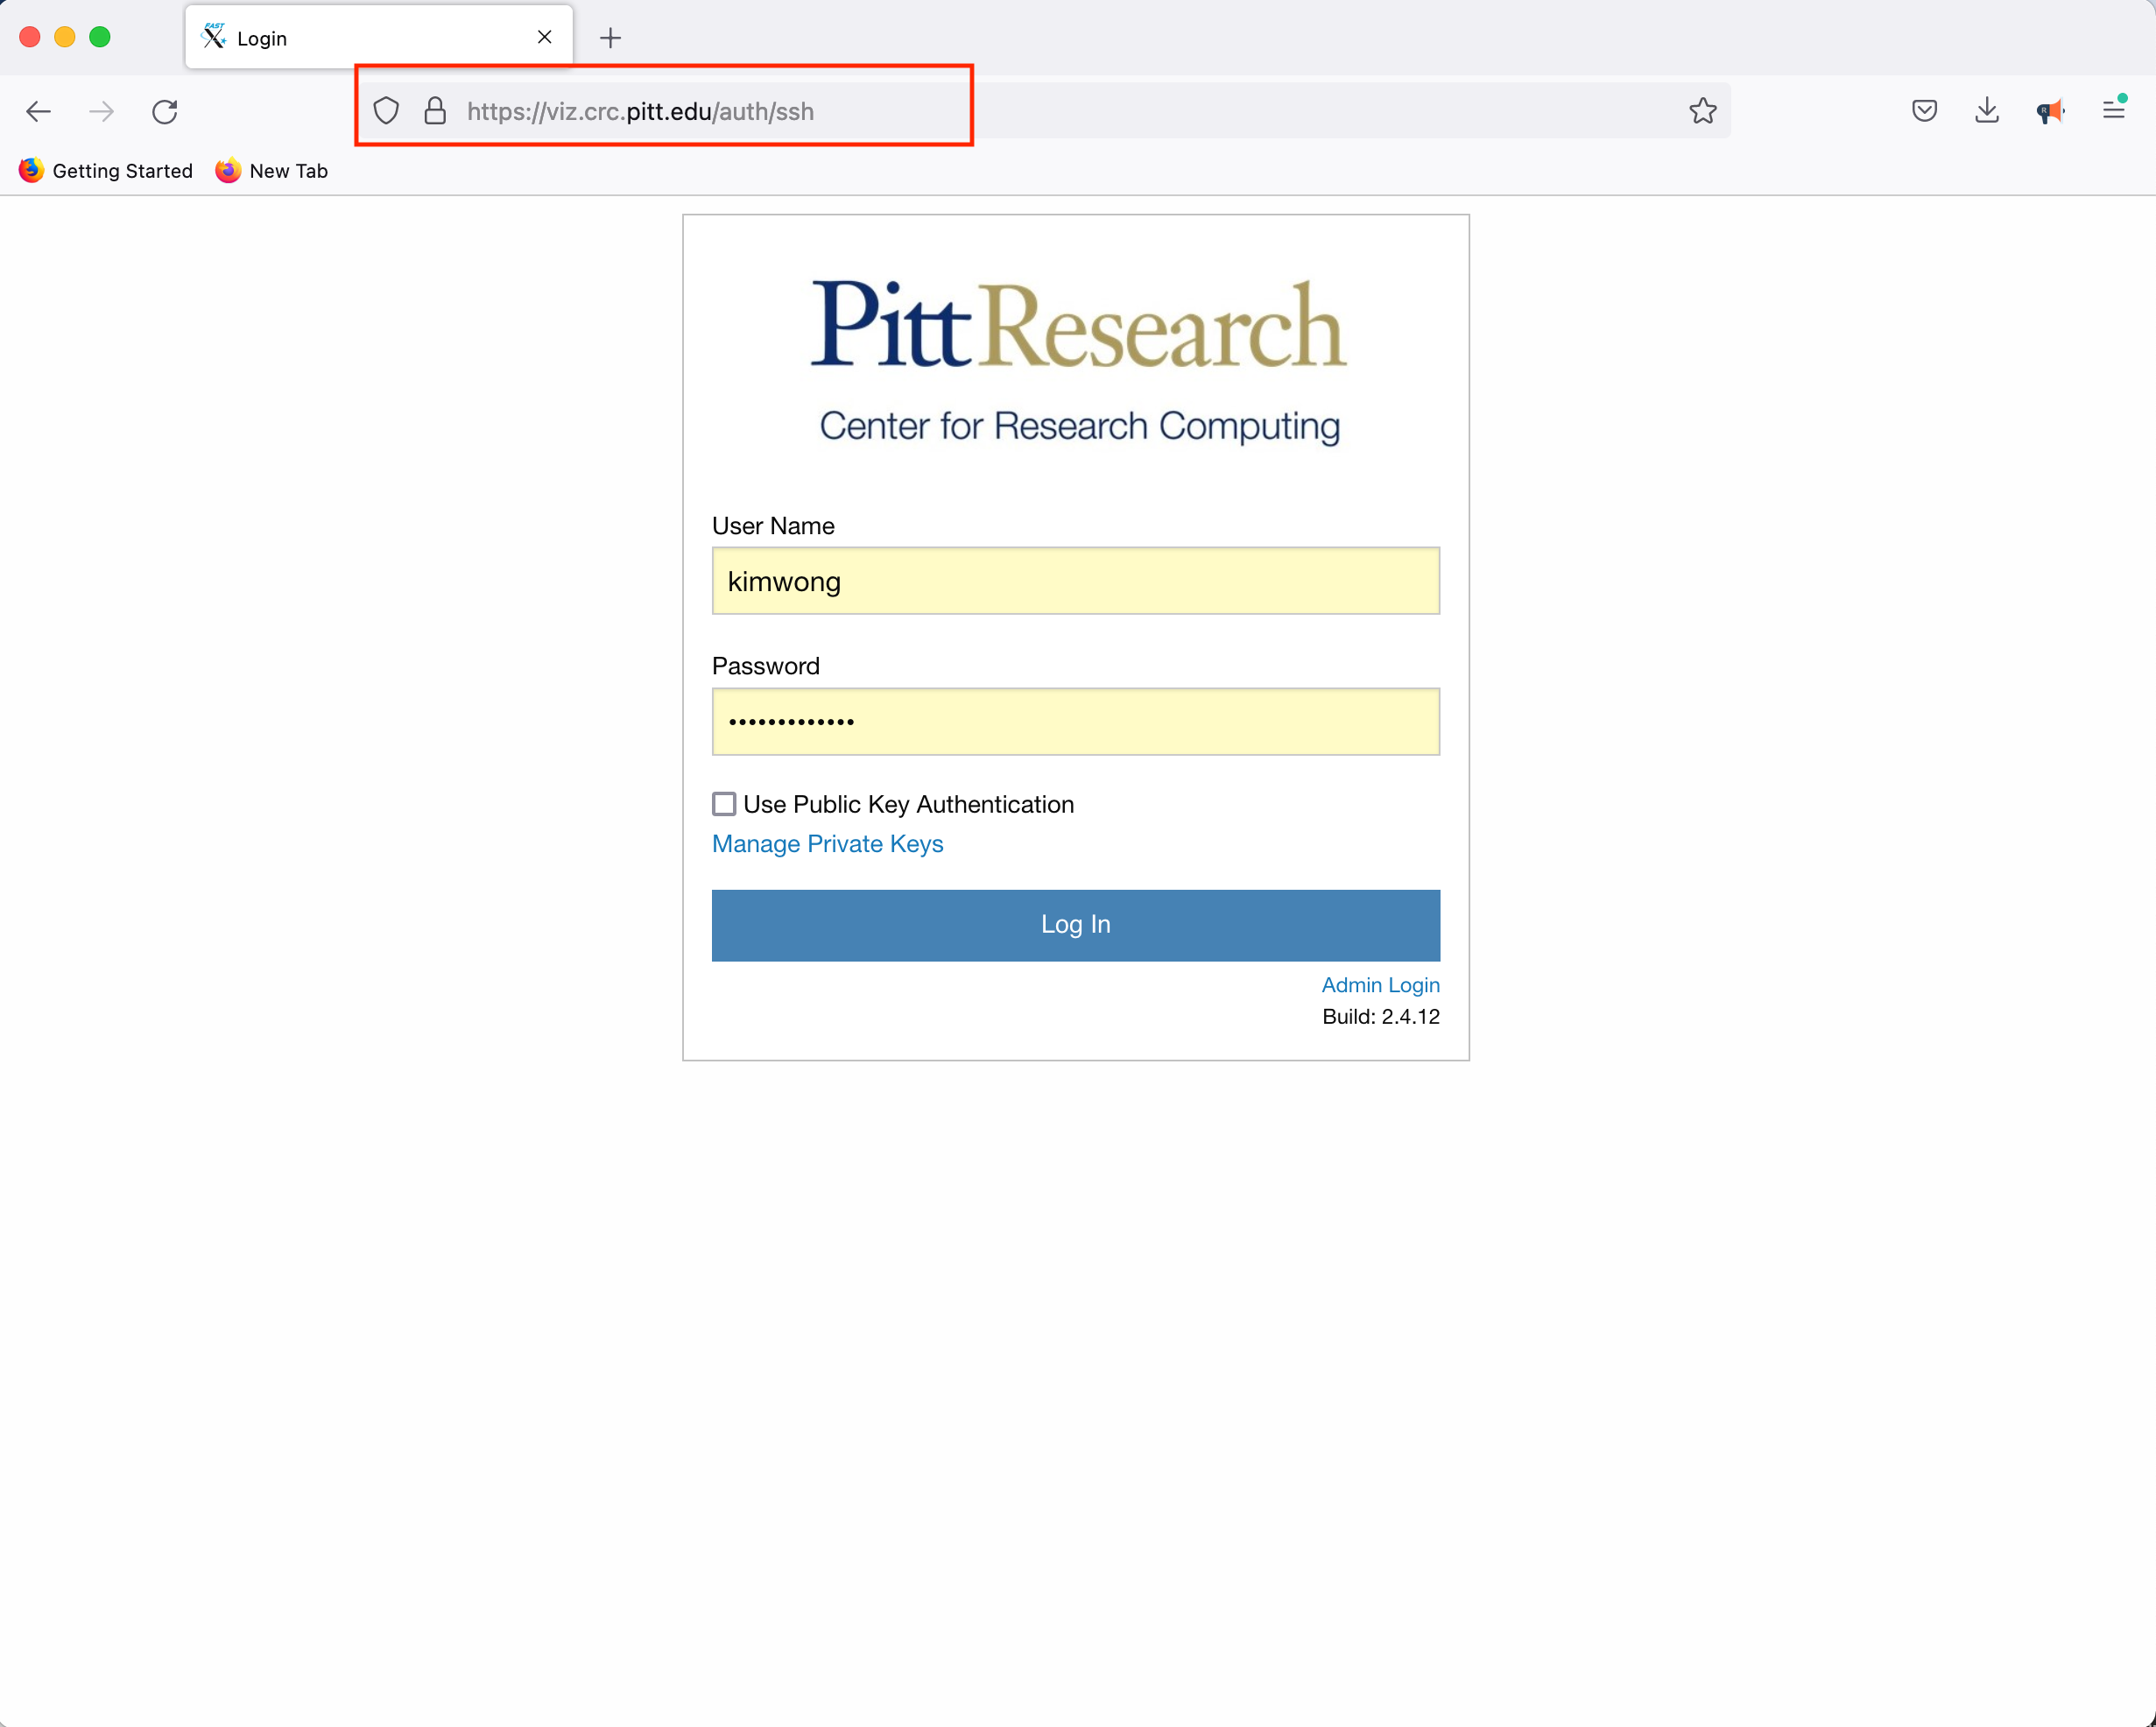 FAST X Login
https://viz.crc.pitt.edu/auth/ssh
R
Getting Started New Tab
PittResearch
Center for Research Computing
User Name
kimwong
Password
•••••••••••••
Use Public Key Authentication
Manage Private Keys
Log In
Admin Login
Build: 2.4.12